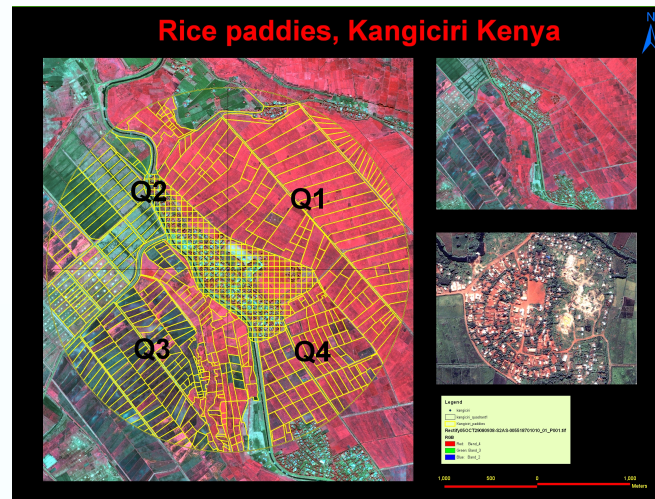 Rice paddies, Kangiciri Kenya
N
Q2
Q1
Q3
Q4
Legend
kangiciri
kangiciri_quadrant1
Kangiciri_paddies
RGB
Red: Band_4
Green: Band_3
Blue: Band_2
1,000 500 0 1,000
Meters